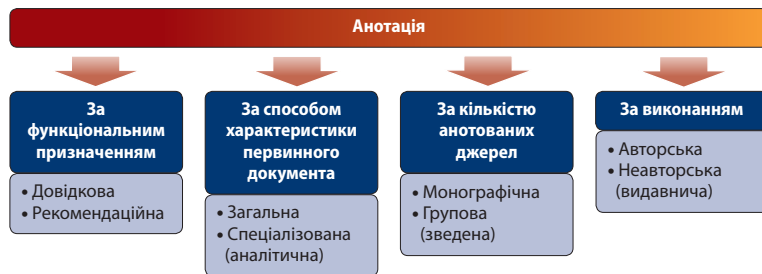 Анотація
За
функціональним
призначенням
• Довідкова
• Рекомендаційна
За способом
характеристики
первинного
документа
• Загальна
• Спеціалізована
(аналітична)
За кількістю
анотованих
джерел
• Монографічна
• Групова
(зведена)
За виконанням
• Авторська
• Неавторська
(видавнича)